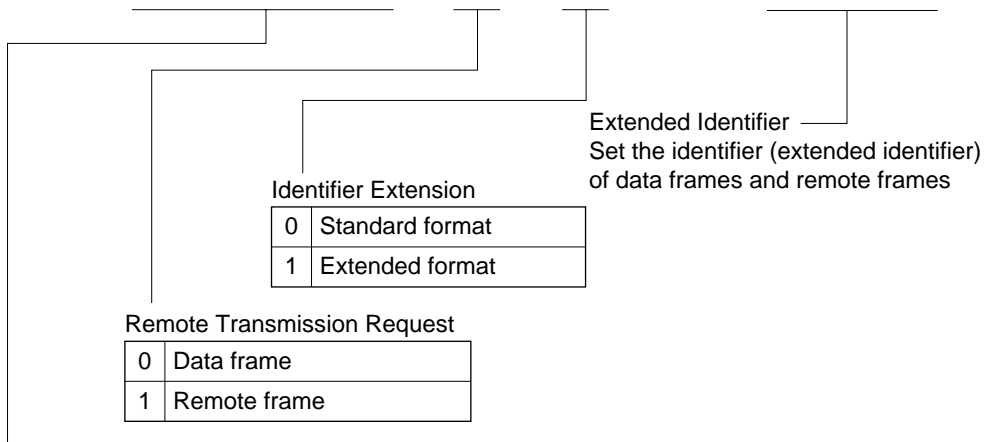 Extended Identifier
Set the identifier (extended identifier)
of data frames and remote frames
Identifier Extension
0 Standard format
1 Extended format
Remote Transmission Request
0 Data frame
1 Remote frame